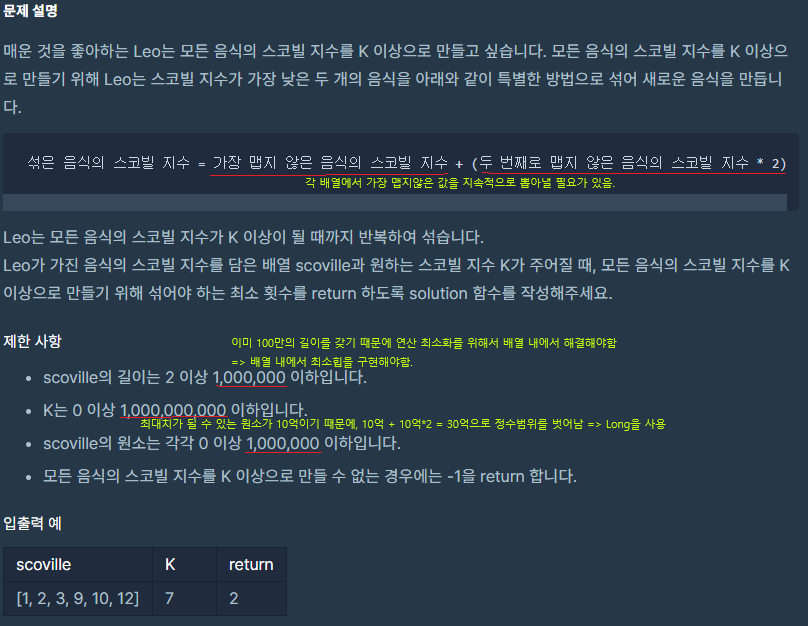 문제 설명
매운 것을 좋아하는 Leo는 모든 음식의 스코빌 지수를 K 이상으로 만들고 싶습니다. 모든 음식의 스코빌 지수를 K 이상으
로 만들기 위해 Leo는 스코빌 지수가 가장 낮은 두 개의 음식을 아래와 같이 특별한 방법으로 섞어 새로운 음식을 만듭니
다.
섞은 음식의 스코빌 지수 = 가장 맵지 않은 음식의 스코빌 지수 + (두 번째로 맵지 않은 음식의 스코빌 지수 * 2)
각 배열에서 가장 맵지않은 값을 지속적으로 뽑아낼 필요가 있음.
Leo는 모든 음식의 스코빌 지수가 K 이상이 될 때까지 반복하여 섞습니다.
Leo가 가진 음식의 스코빌 지수를 담은 배열 scoville과 원하는 스코빌 지수 K가 주어질 때, 모든 음식의 스코빌 지수를 K
이상으로 만들기 위해 섞어야 하는 최소 횟수를 return 하도록 solution 함수를 작성해주세요.
제한 사항
이미 100만의 길이를 갖기 때문에 연산 최소화를 위해서 배열 내에서 해결해야함
=> 배열 내에서 최소힙을 구현해야함.
scoville의 길이는 2 이상 1,000,000 이하입니다.
K는 0 이상 1,000,000,000 이하입니다.
최대치가 될 수 있는 원소가 10억이기 때문에, 10억 + 10억*2 = 30억으로 정수범위를 벗어남 => Long을 사용
scoville의 원소는 각각 0 이상 1,000,000 이하입니다.
모든 음식의 스코빌 지수를 K 이상으로 만들 수 없는 경우에는 -1을 return 합니다.
입출력 예
scoville K return
[1, 2, 3, 9, 10, 12] 7 2